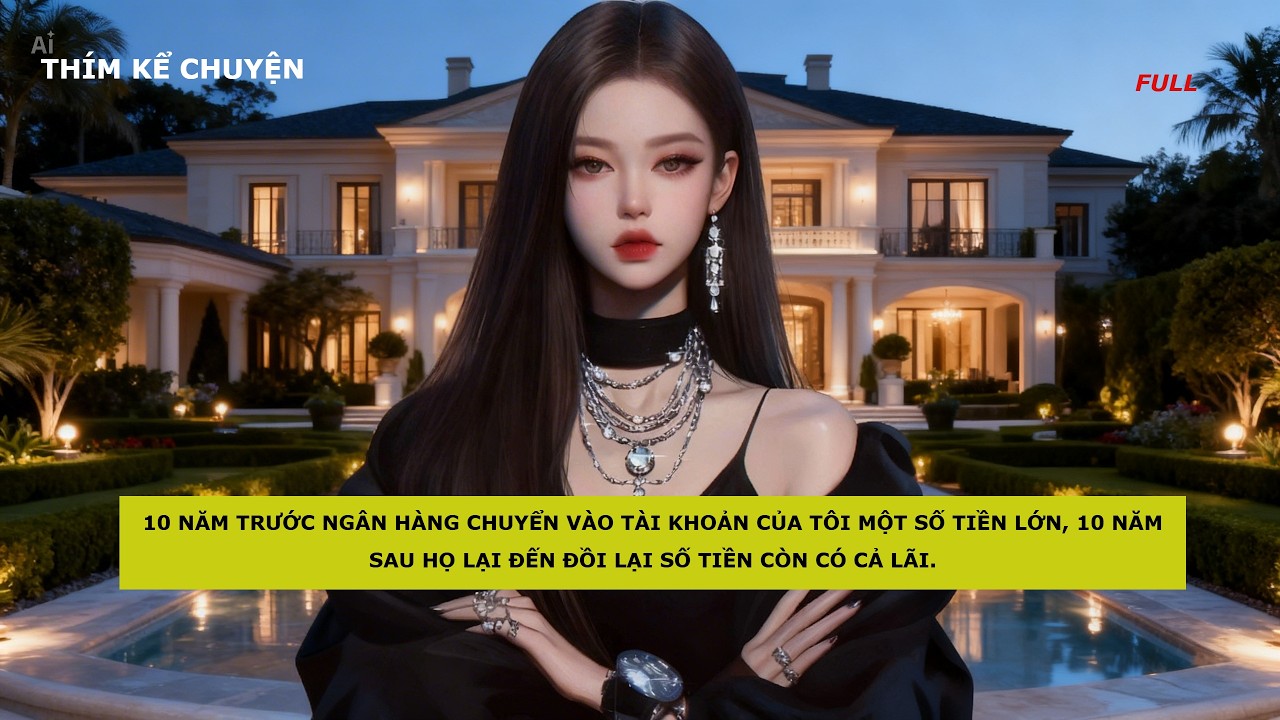 Ai
THÍM KỂ CHUYỆN
FULL
10 NĂM TRƯỚC NGÂN HÀNG CHUYỂN VÀO TÀI KHOẢN CỦA TÔI MỘT SỐ TIỀN LỚN, 10 NĂM
SAU HỌ LẠI ĐẾN ĐỒI LẠI SỐ TIỀN CÒN CÓ CẢ LÃI.